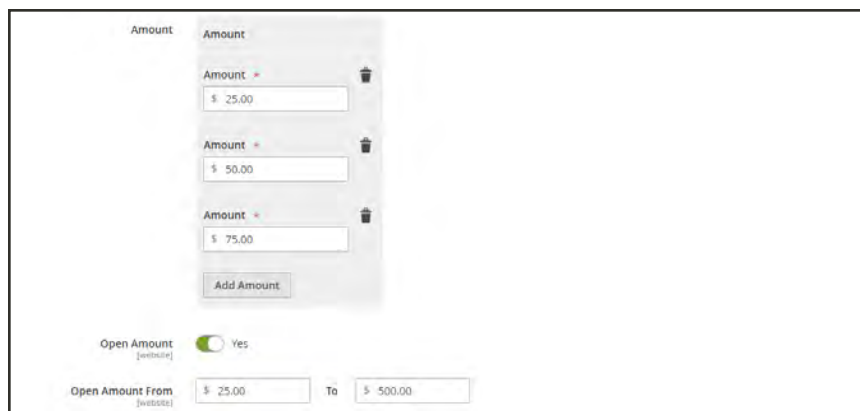 Amount Amount
Amount *
$ 25.00
Amount *
$ 50.00
Amount *
$ 75.00
Add Amount
Open Amount Yes
[website]
Open Amount From $ 25.00 To $ 500.00
[website]